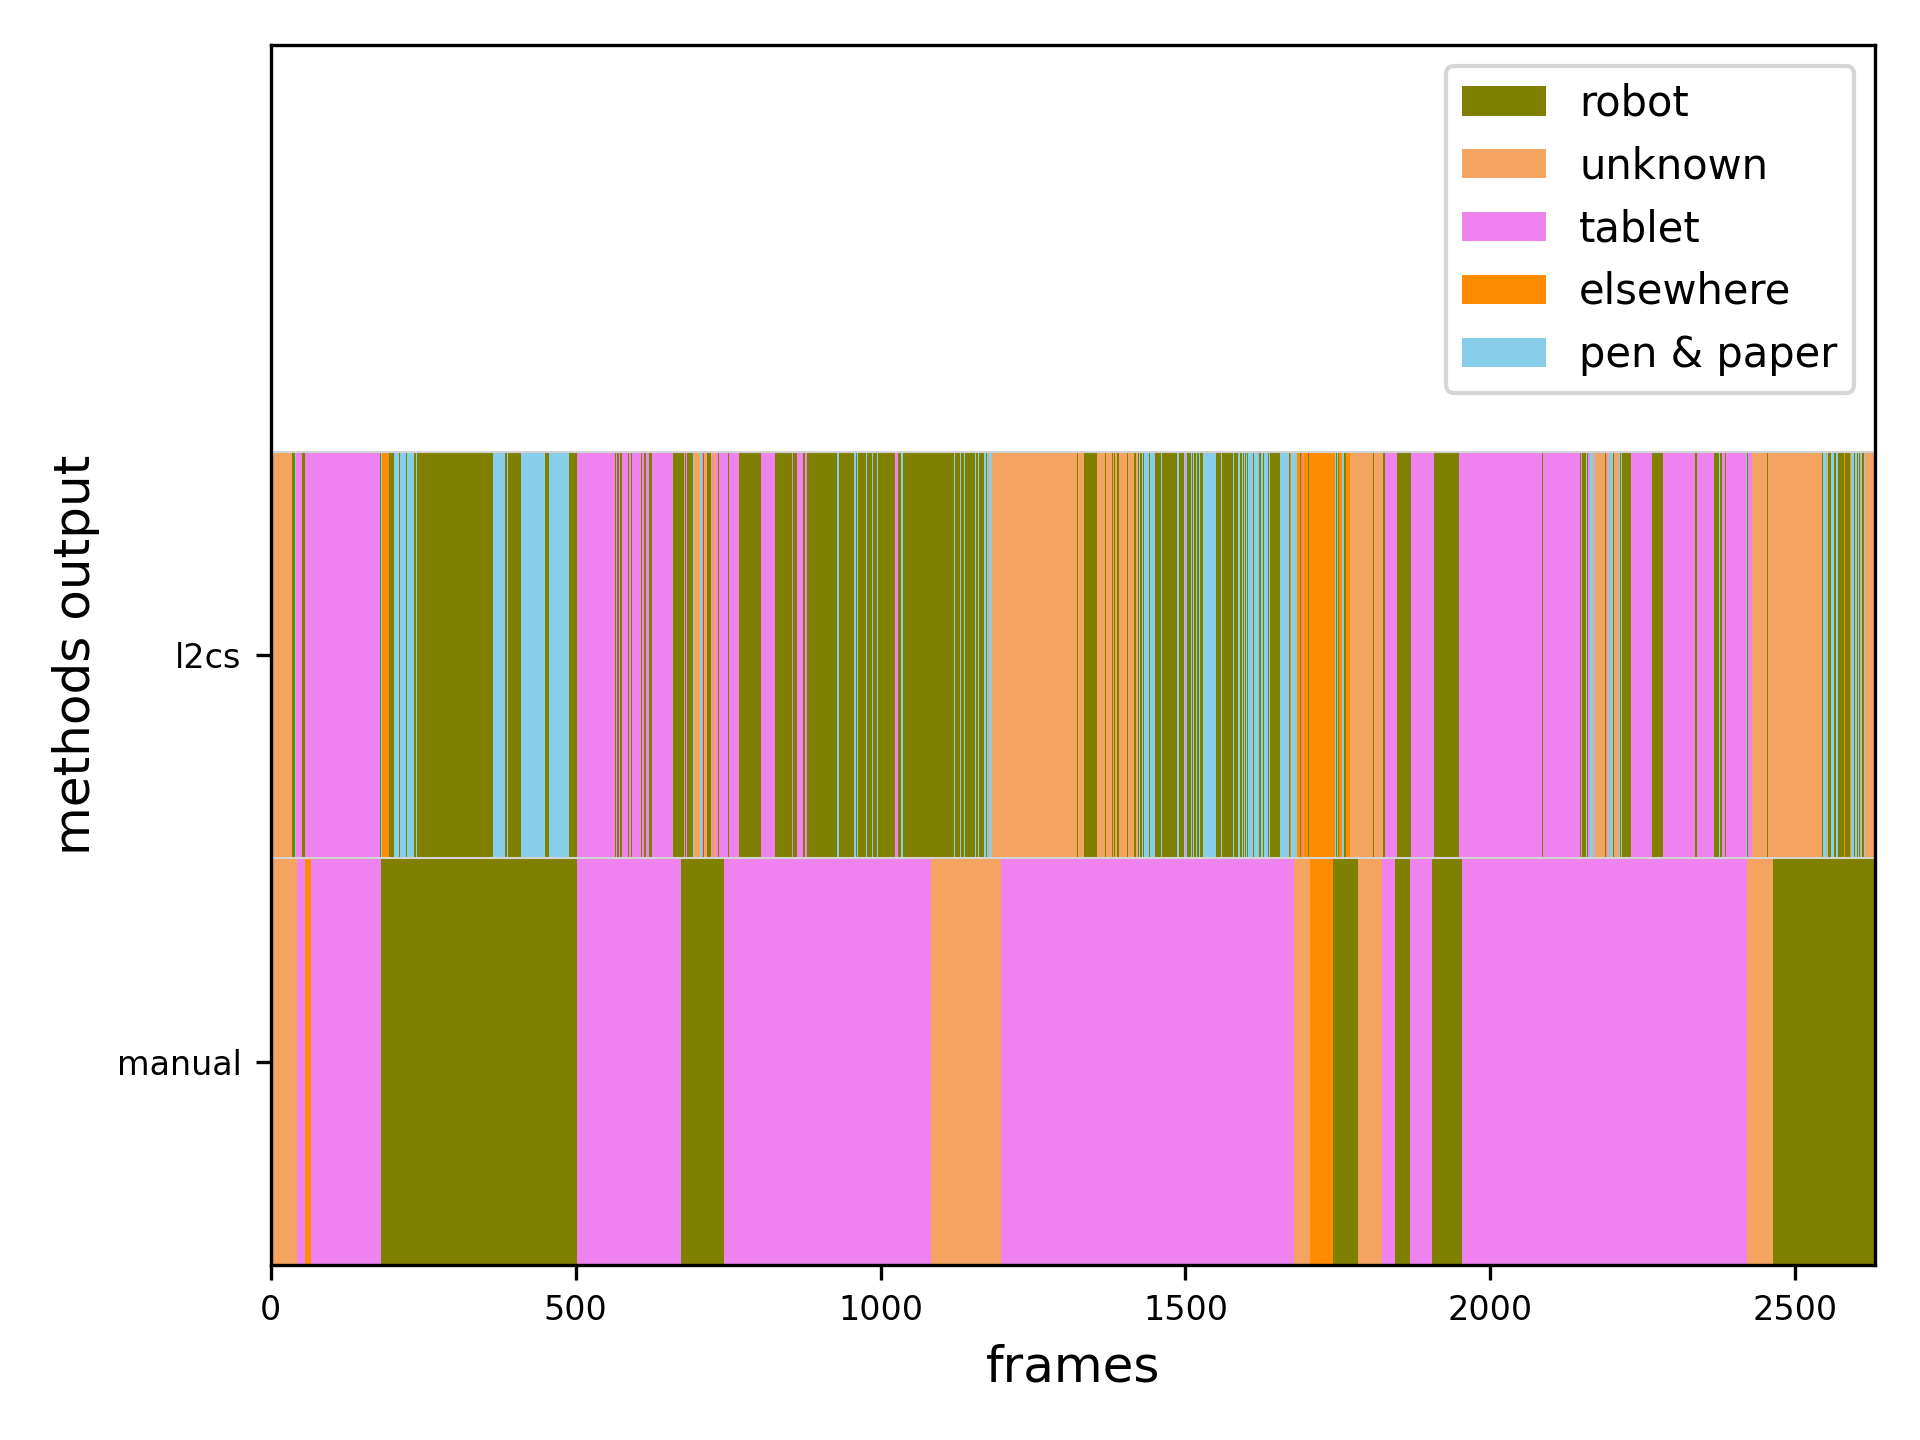 robot
unknown
tablet
elsewhere
pen & paper
methods output
l2cs
manual
0 500 1000 1500 2000 2500
frames